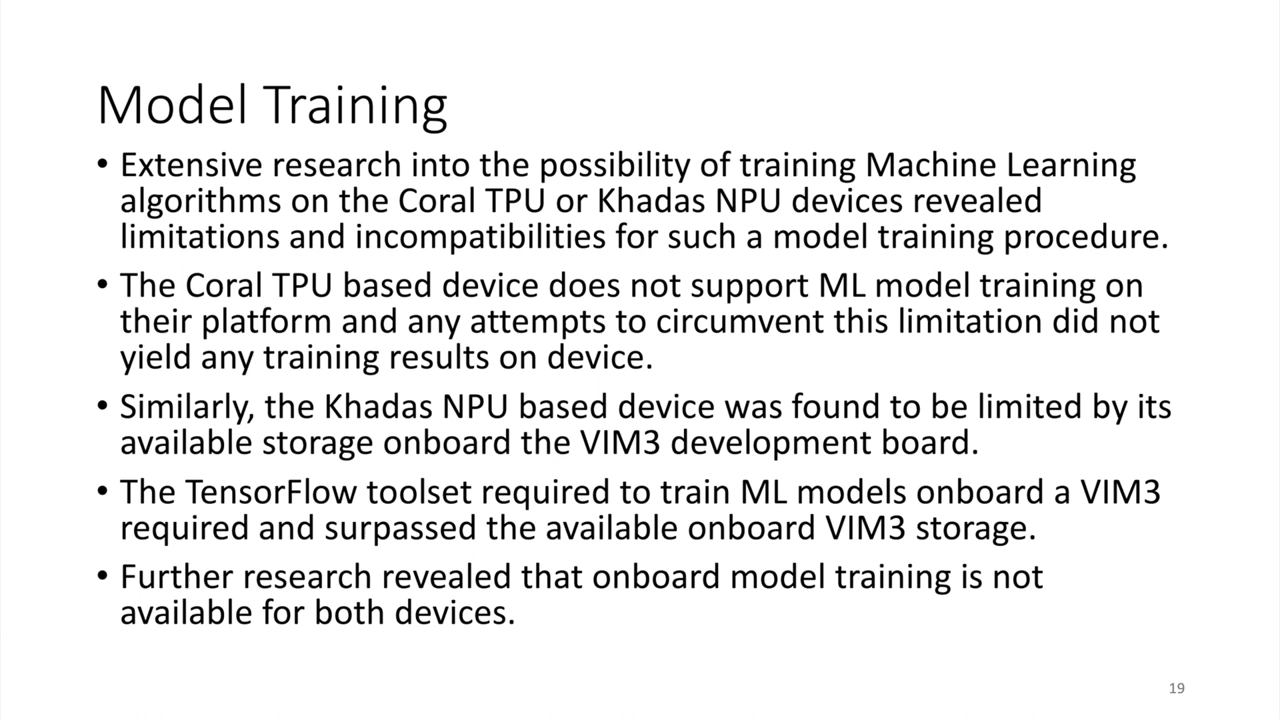 Model Training
• Extensive research into the possibility of training Machine Learning
algorithms on the Coral TPU or Khadas NPU devices revealed
limitations and incompatibilities for such a model training procedure.
• The Coral TPU based device does not support ML model training on
their platform and any attempts to circumvent this limitation did not
yield any training results on device.
• Similarly, the Khadas NPU based device was found to be limited by its
available storage onboard the VIM3 development board.
• The TensorFlow toolset required to train ML models onboard a VIM3
required and surpassed the available onboard VIM3 storage.
• Further research revealed that onboard model training is not
available for both devices.
19